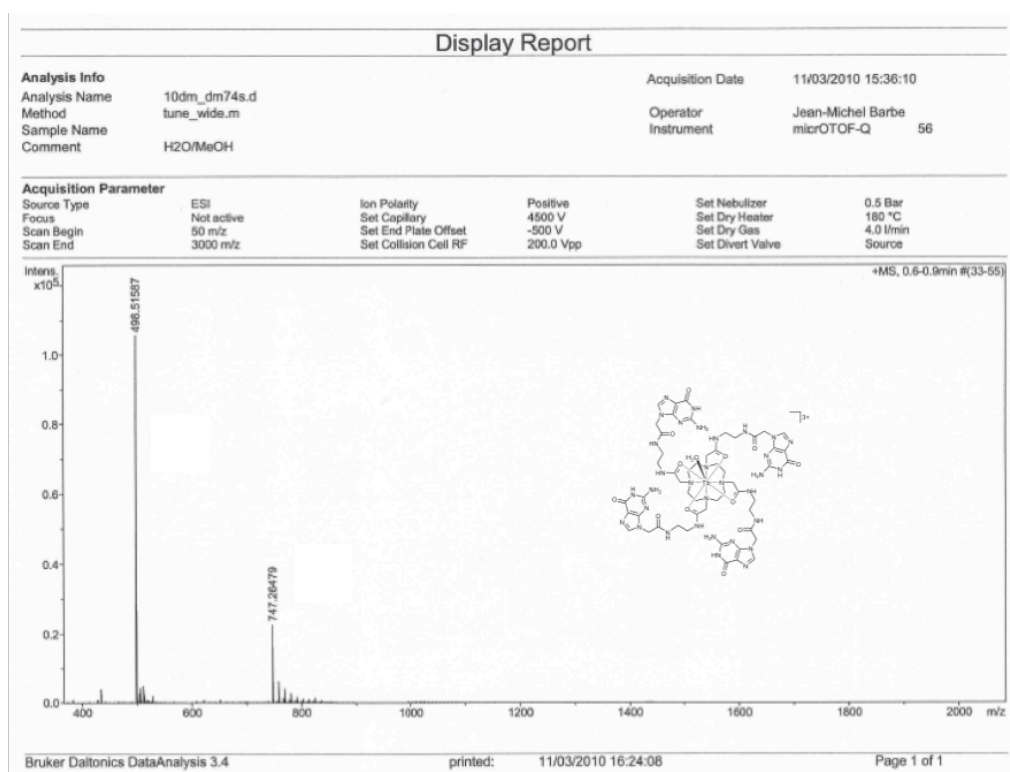 Display Report
Analysis Info
Acquisition Date 11/03/2010 15:36:10
Analysis Name 10dm_dm74s.d
Method tune_wide.m
Operator Jean-Michel Barbe
Sample Name
Instrument micrOTOF-Q 56
Comment H2O/MeOH
Acquisition Parameter
Source Type ESI Ion Polarity Positive Set Nebulizer 0.5 Bar
Focus Not active Set Capillary 4500 V Set Dry Heater 180 °C
Scan Begin 50 m/z Set End Plate Offset -500 V Set Dry Gas 4.0 l/min
Scan End 3000 m/z Set Collision Cell RF 200.0 Vpp Set Divert Valve Source
Intens.
x10⁵
+MS, 0.6-0.9min #(33-55)
498.51587
1.0
0.8
0.6
0.4
0.2
0.0
747.26479
3+
H₂O
Tb
400 600 800 1000 1200 1400 1600 1800 2000 m/z
Bruker Daltonics DataAnalysis 3.4 printed: 11/03/2010 16:24:08 Page 1 of 1